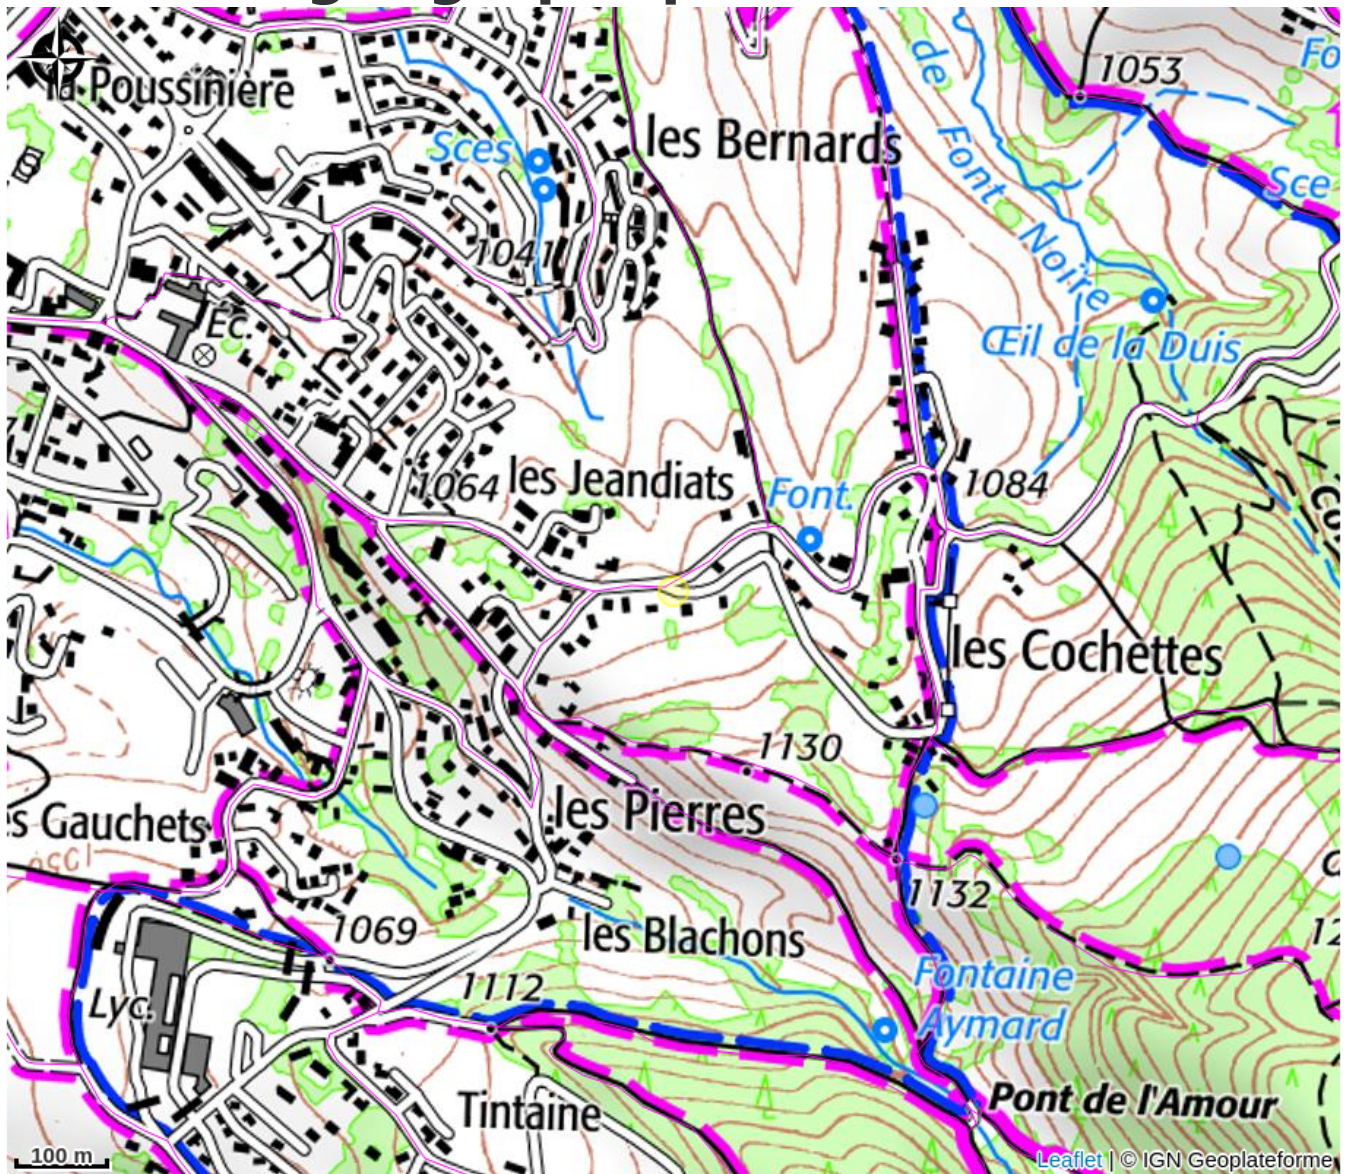 la Poussinière
1053
Fo
de
les Bernards
Sces
Font
Sce
1041
Noire
Éc.
Œil de la Duis
1064
les Jeandiats
Font.
1084
les Cochettes
1130
les Pierres
s Gauchets
1132
1069
les Blachons
12
Lyc.
1112
Fontaine
Aymard
Tintaine
Pont de l'Amour
100 m
Leaflet | © IGN Geoplateforme